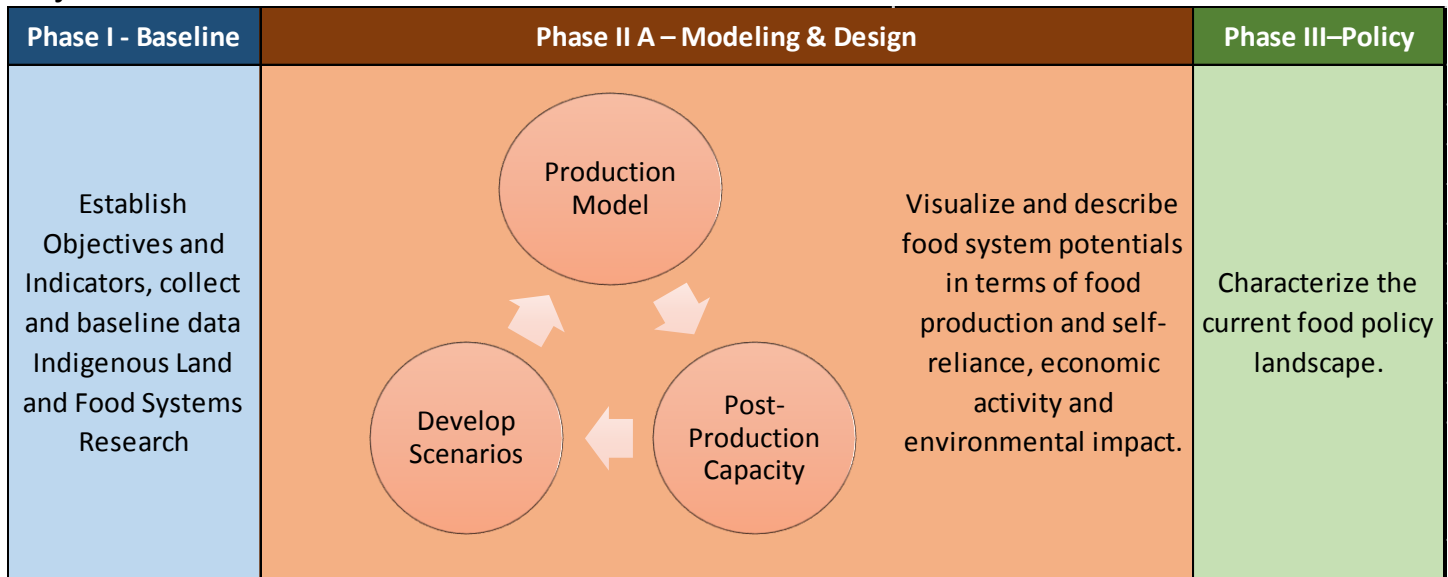 Phase I - Baseline
Phase II A – Modeling & Design
Phase III–Policy
Establish
Objectives and
Indicators, collect
and baseline data
Indigenous Land
and Food Systems
Research
Production
Model
Post-
Production
Capacity
Develop
Scenarios
Visualize and describe
food system potentials
in terms of food
production and self-
reliance, economic
activity and
environmental impact.
Characterize the
current food policy
landscape.